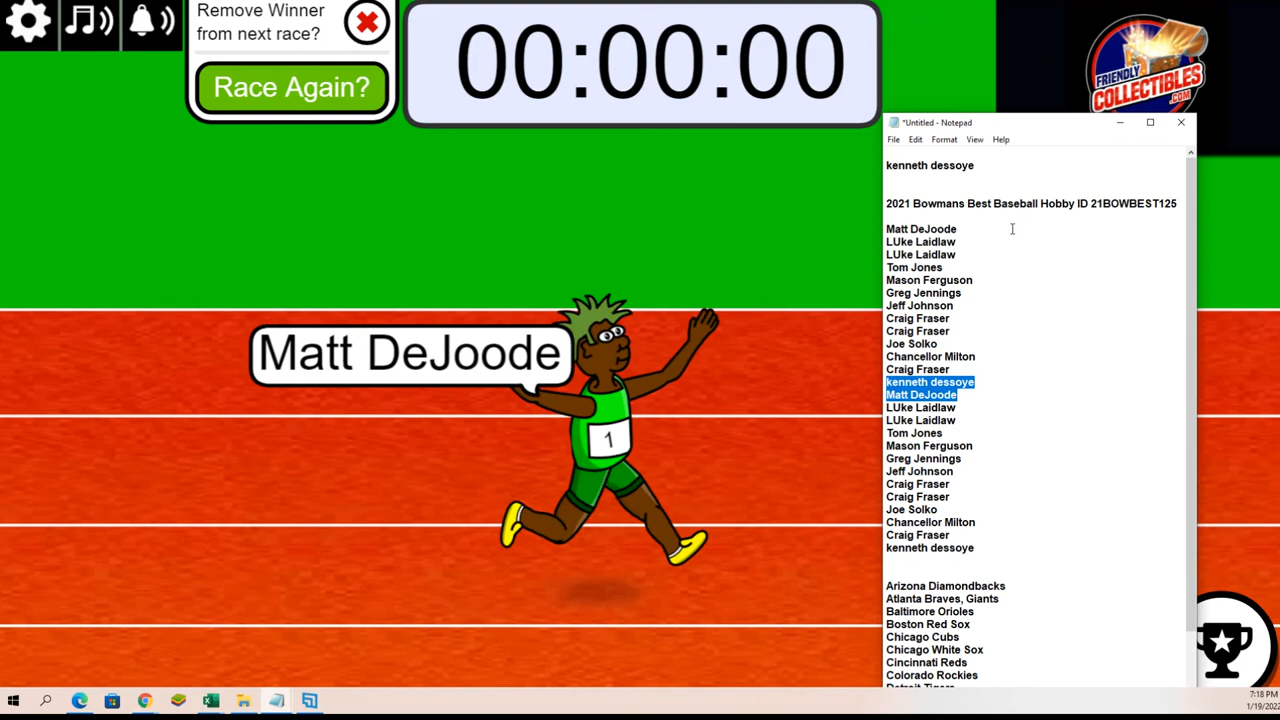 Remove Winner
from next race?
Race Again?
00:00:00
FRIENDLY
COLLECTIBLES
.COM
*Untitled - Notepad
File Edit Format View Help
kenneth dessoye
2021 Bowmans Best Baseball Hobby ID 21BOWBEST125
Matt DeJoode
LUke Laidlaw
LUke Laidlaw
Tom Jones
Mason Ferguson
Greg Jennings
Jeff Johnson
Craig Fraser
Craig Fraser
Joe Solko
Chancellor Milton
Craig Fraser
kenneth dessoye
Matt DeJoode
LUke Laidlaw
LUke Laidlaw
Tom Jones
Mason Ferguson
Greg Jennings
Jeff Johnson
Craig Fraser
Craig Fraser
Joe Solko
Chancellor Milton
Craig Fraser
kenneth dessoye
Arizona Diamondbacks
Atlanta Braves, Giants
Baltimore Orioles
Boston Red Sox
Chicago Cubs
Chicago White Sox
Cincinnati Reds
Colorado Rockies
Detroit Tigers
Matt DeJoode
1
7:18 PM
1/19/2022